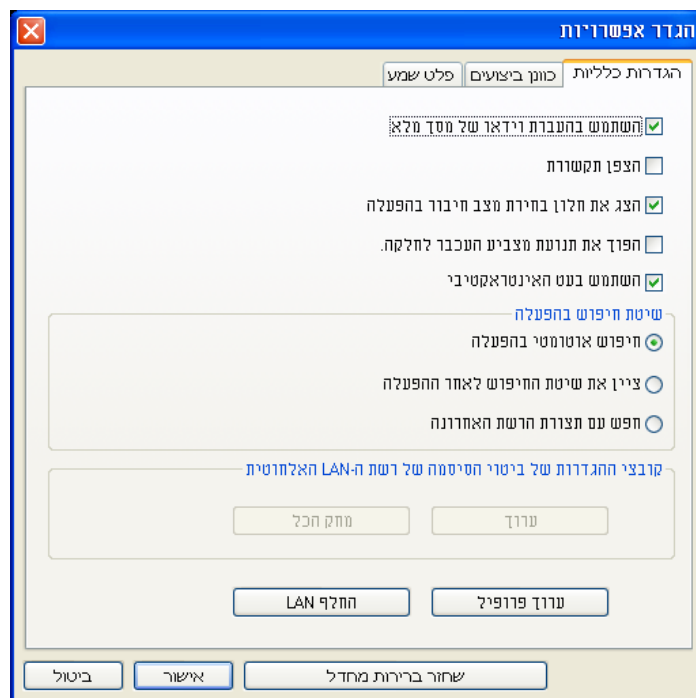 הגדר אפשרויות
הגדרות כלליות
כוונן ביצועים
פלט שמע
השתמש בהעברת וידאו של מסך מלא
הצפן תקשורת
הצג את חלון בחירת מצב חיבור בהפעלה
הפוך את תנועת מצביע העכבר לחלקה.
השתמש בעט האינטראקטיבי
שיטת חיפוש בהפעלה
חיפוש אוטומטי בהפעלה
ציין את שיטת החיפוש לאחר ההפעלה
חפש עם תצורת הרשת האחרונה
קובצי ההגדרות של ביטוי הסיסמה של רשת ה-LAN האלחוטית
ערוך
מחק הכל
ערוך פרופיל
החלף LAN
שחזר ברירות מחדל
אישור
ביטול